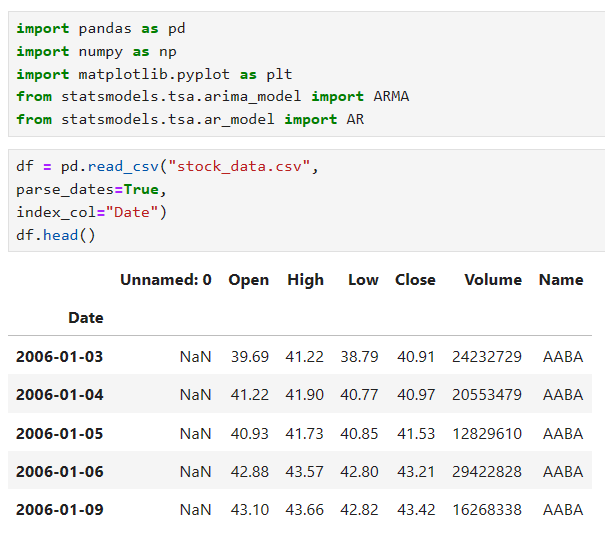 import pandas as pd
import numpy as np
import matplotlib.pyplot as plt
from statsmodels.tsa.arima_model import ARMA
from statsmodels.tsa.ar_model import AR
df = pd.read_csv("stock_data.csv",
parse_dates=True,
index_col="Date")
df.head()
Unnamed: 0 Open High Low Close Volume Name
Date
2006-01-03 NaN 39.69 41.22 38.79 40.91 24232729 AABA
2006-01-04 NaN 41.22 41.90 40.77 40.97 20553479 AABA
2006-01-05 NaN 40.93 41.73 40.85 41.53 12829610 AABA
2006-01-06 NaN 42.88 43.57 42.80 43.21 29422828 AABA
2006-01-09 NaN 43.10 43.66 42.82 43.42 16268338 AABA